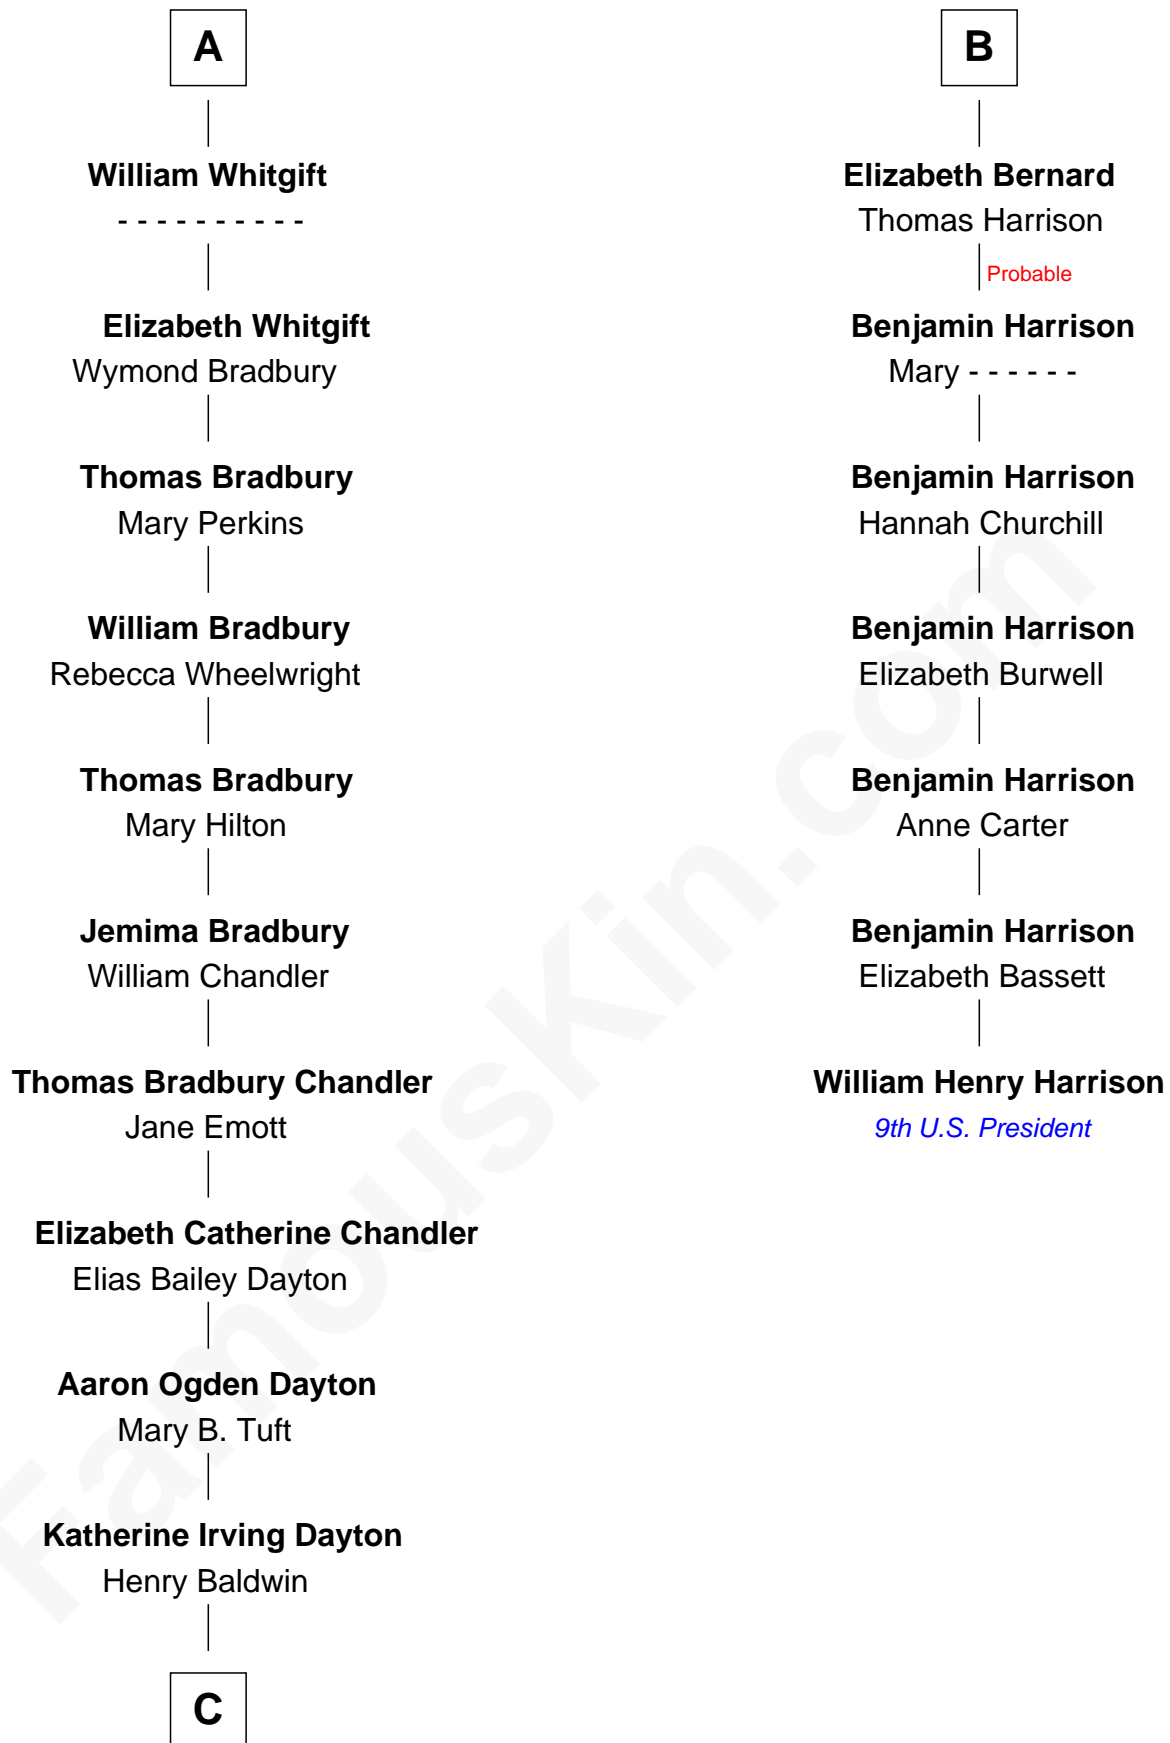 A
William Whitgift
- - - - - - - - - -
Elizabeth Whitgift
Wymond Bradbury
Thomas Bradbury
Mary Perkins
William Bradbury
Rebecca Wheelwright
Thomas Bradbury
Mary Hilton
Jemima Bradbury
William Chandler
Thomas Bradbury Chandler
Jane Emott
Elizabeth Catherine Chandler
Elias Bailey Dayton
Aaron Ogden Dayton
Mary B. Tuft
Katherine Irving Dayton
Henry Baldwin
C
B
Elizabeth Bernard
Thomas Harrison
Probable
Benjamin Harrison
Mary - - - - - -
Benjamin Harrison
Hannah Churchill
Benjamin Harrison
Elizabeth Burwell
Benjamin Harrison
Anne Carter
Benjamin Harrison
Elizabeth Bassett
William Henry Harrison
9th U.S. President
FamousKin.com